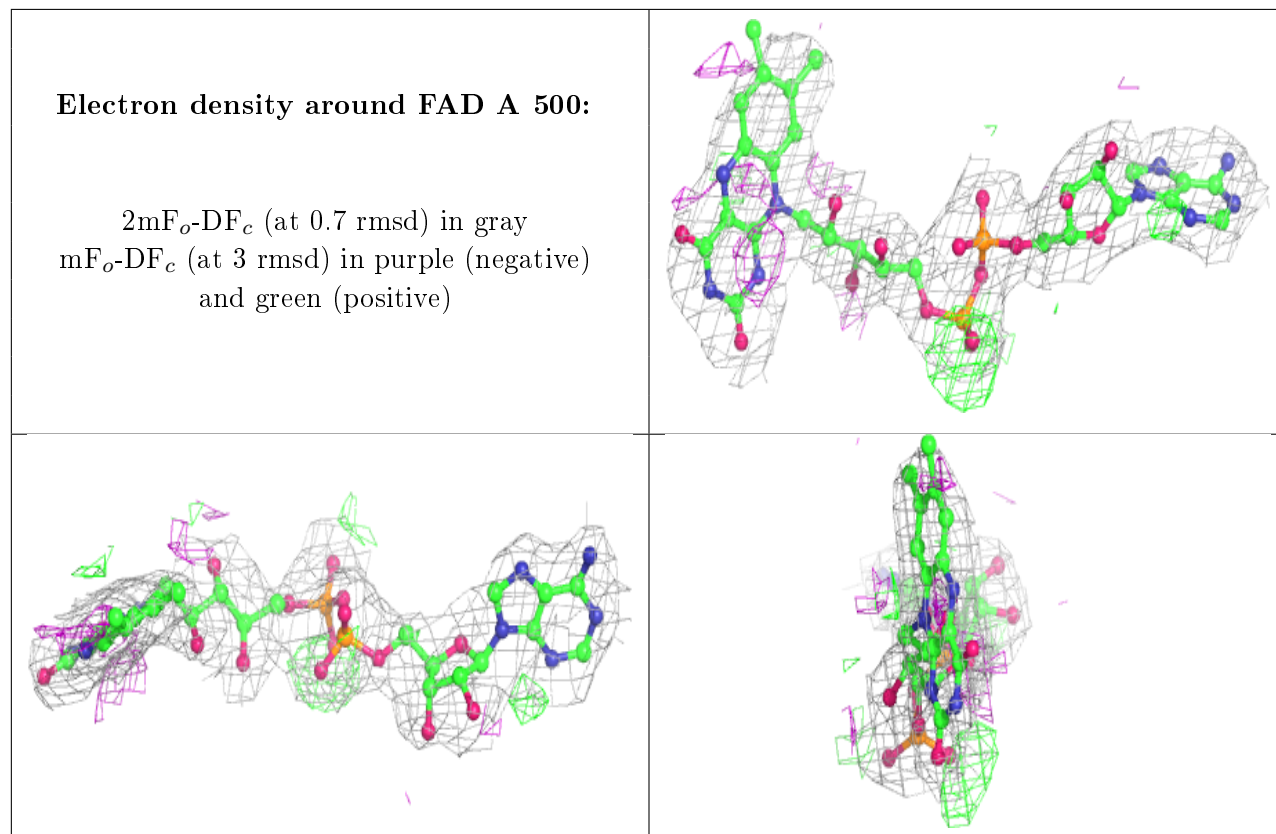 Electron density around FAD A 500:
2mFₒ-DF𝒸 (at 0.7 rmsd) in gray
mFₒ-DF𝒸 (at 3 rmsd) in purple (negative)
and green (positive)